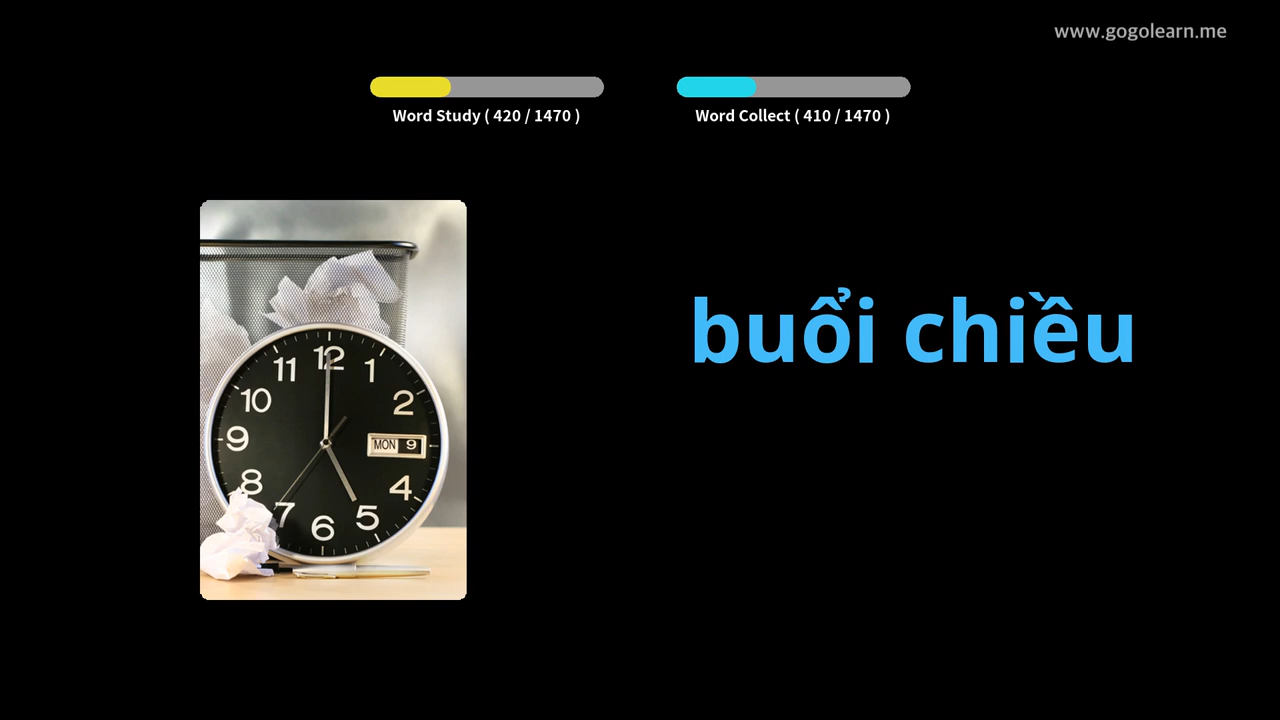 www.gogolearn.me
Word Study ( 420 / 1470 )
Word Collect ( 410 / 1470 )
buổi chiều
12
11
1
10
2
9
MON 9
8
4
7
5
6